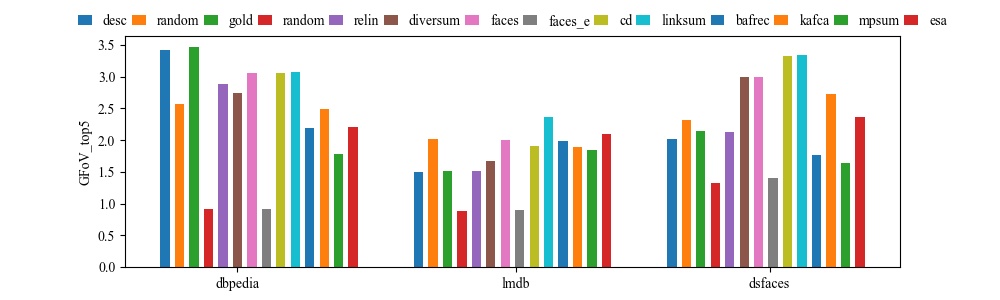 desc random gold random relin diversum faces faces_e cd linksum bafrec kafca mpsum esa
3.5
3.0
2.5
2.0
1.5
1.0
0.5
0.0
GFoV_top5
dbpedia lmdb dsfaces